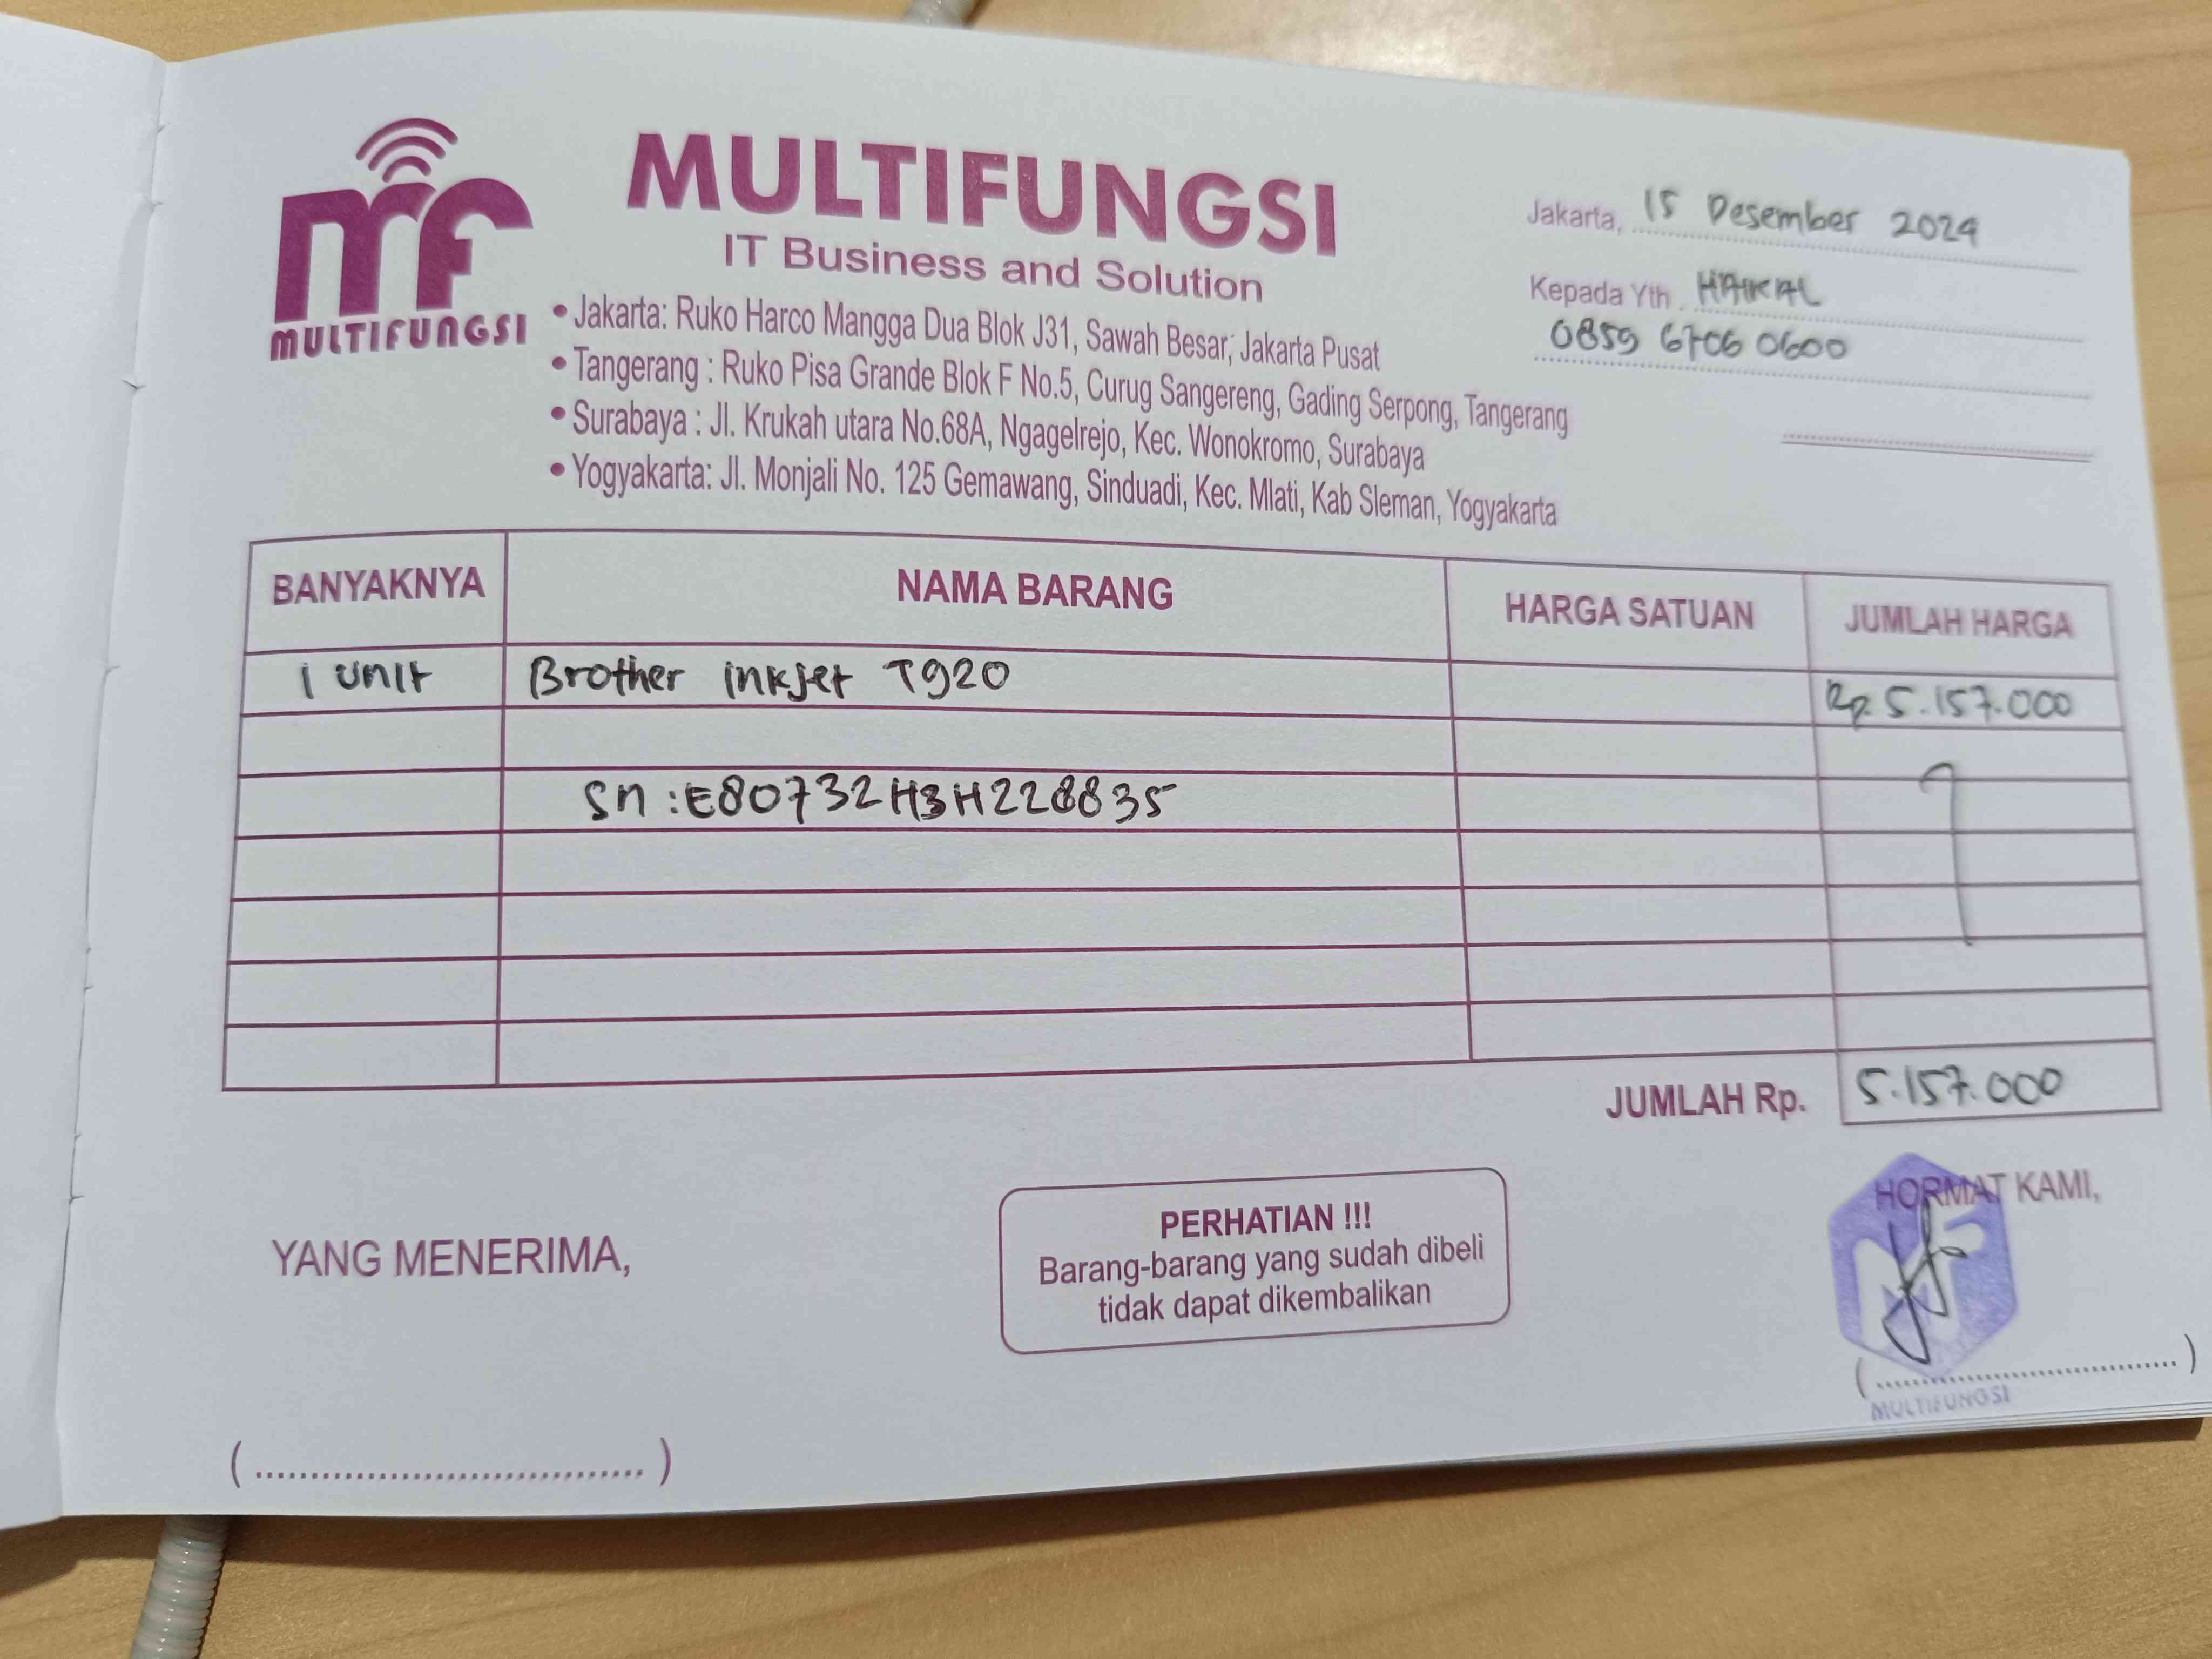 MULTIFUNGSI
MULTIFUNGSI
IT Business and Solution
• Jakarta: Ruko Harco Mangga Dua Blok J31, Sawah Besar, Jakarta Pusat
• Tangerang : Ruko Pisa Grande Blok F No.5, Curug Sangereng, Gading Serpong, Tangerang
• Surabaya : Jl. Krukah utara No.68A, Ngagelrejo, Kec. Wonokromo, Surabaya
• Yogyakarta: Jl. Monjali No. 125 Gemawang, Sinduadi, Kec. Mlati, Kab Sleman, Yogyakarta
Jakarta, 15 Desember 2024
Kepada Yth. HAIKAL
0859 6706 0600
BANYAKNYA NAMA BARANG HARGA SATUAN JUMLAH HARGA
1 unit Brother inkjet T920 Rp. 5.157.000
SN : E80732H3H228835
JUMLAH Rp. 5.157.000
YANG MENERIMA,
PERHATIAN !!!
Barang-barang yang sudah dibeli
tidak dapat dikembalikan
HORMAT KAMI,
MULTIFUNGSI